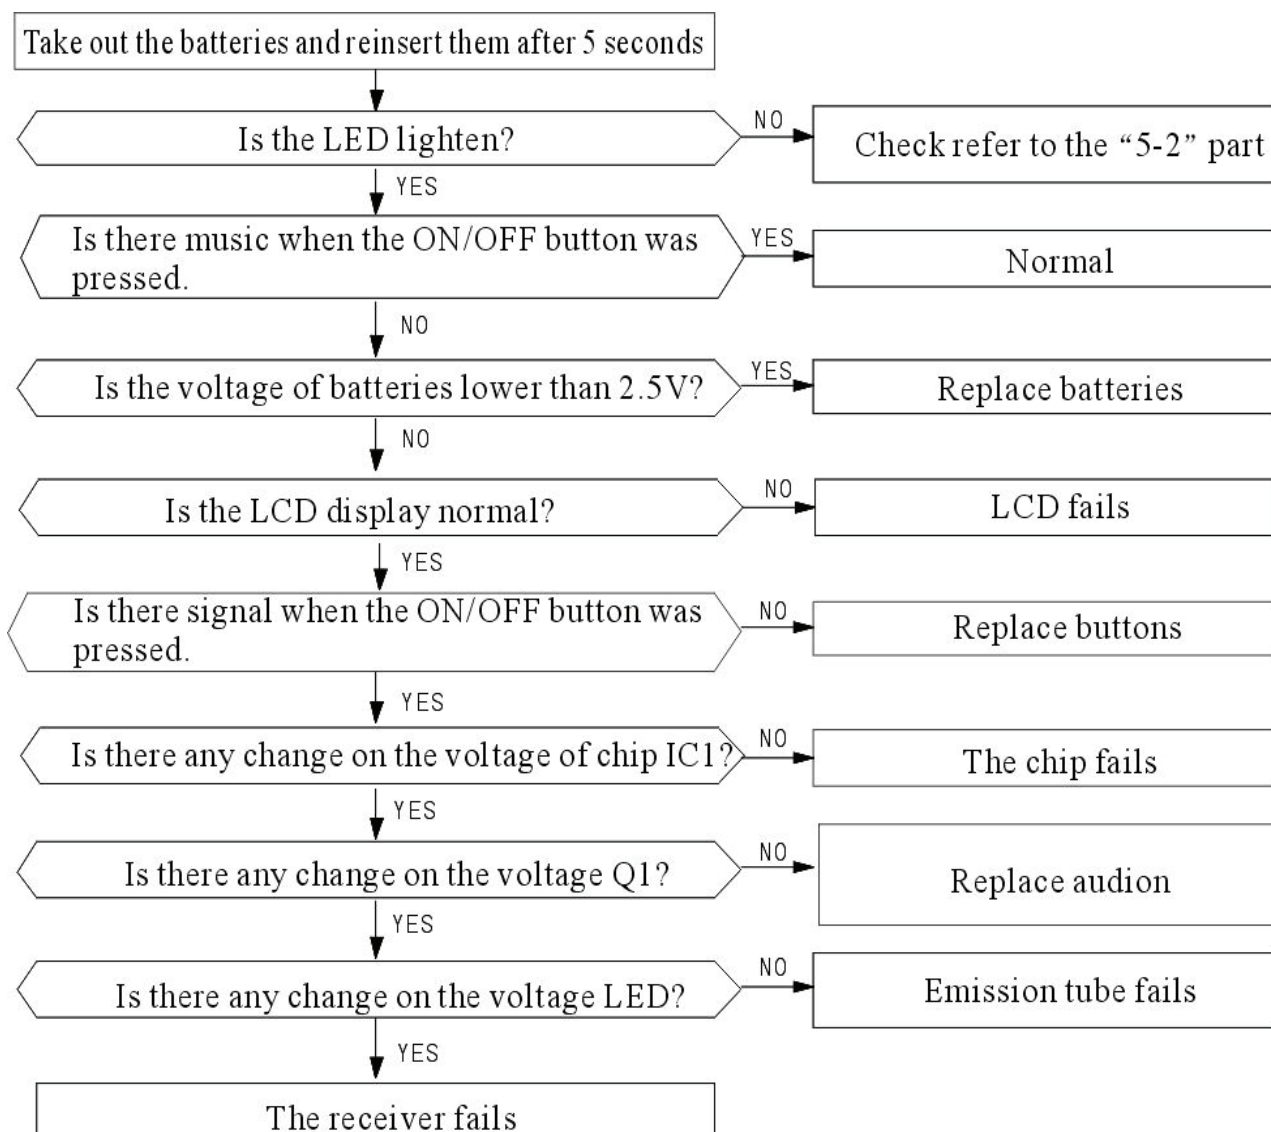 Take out the batteries and reinsert them after 5 seconds
Is the LED lighten?
NO
Check refer to the “5-2” part
YES
Is there music when the ON/OFF button was
pressed.
YES
Normal
NO
Is the voltage of batteries lower than 2.5V?
YES
Replace batteries
NO
Is the LCD display normal?
NO
LCD fails
YES
Is there signal when the ON/OFF button was
pressed.
NO
Replace buttons
YES
Is there any change on the voltage of chip IC1?
NO
The chip fails
YES
Is there any change on the voltage Q1?
NO
Replace audion
YES
Is there any change on the voltage LED?
NO
Emission tube fails
YES
The receiver fails